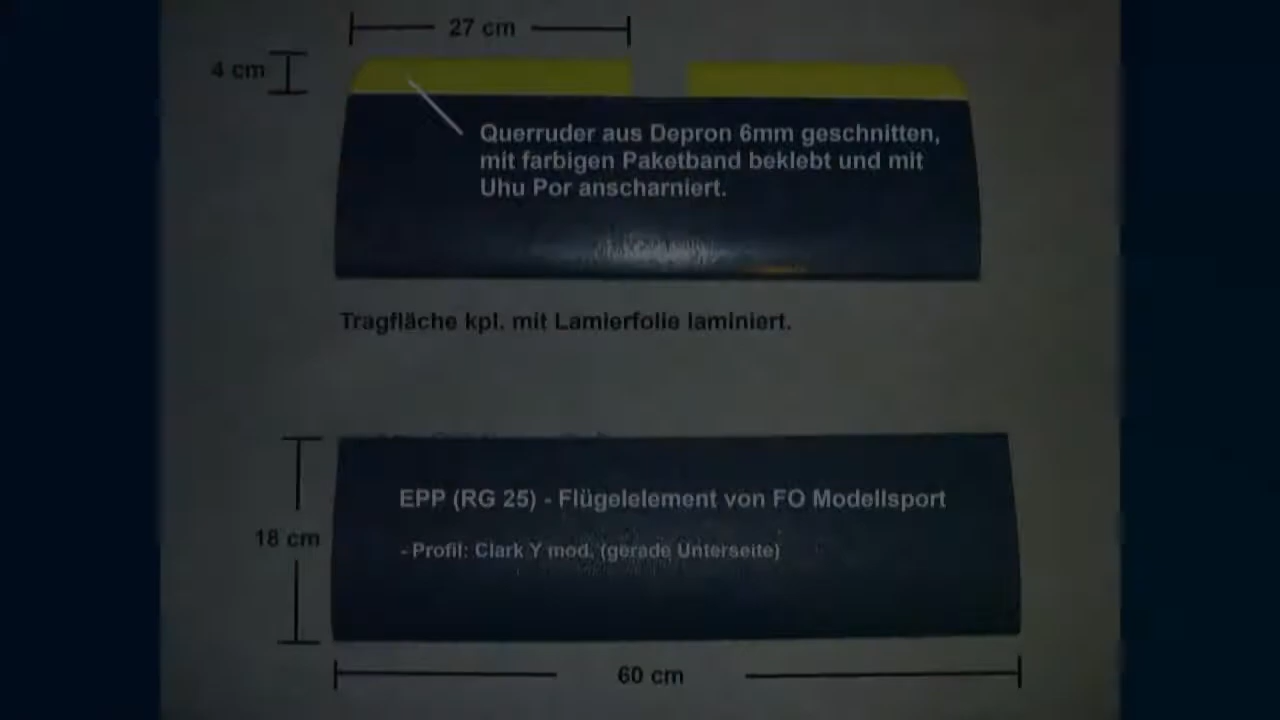 27 cm
4 cm
Querruder aus Depron 6mm geschnitten,
mit farbigen Paketband beklebt und mit
Uhu Por anscharniert.
Tragfläche kpl. mit Lamierfolie laminiert.
EPP (RG 25) - Flügelelement von FO Modellsport
- Profil: Clark Y mod. (gerade Unterseite)
18 cm
60 cm